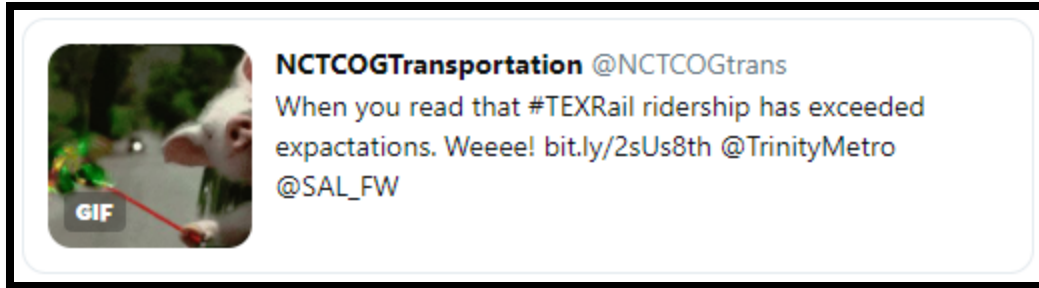 NCTCOGTransportation @NCTCOGtrans
When you read that #TEXRail ridership has exceeded
expactations. Weeee! bit.ly/2sUs8th @TrinityMetro
@SAL_FW
GIF